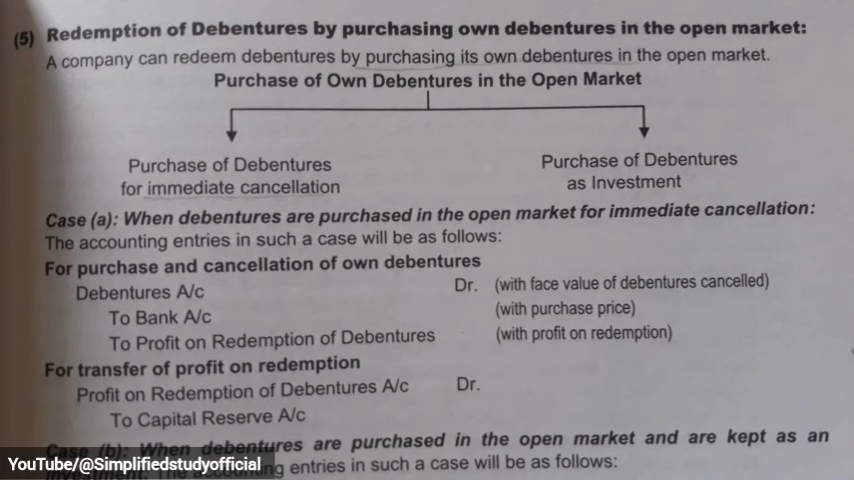 (5) Redemption of Debentures by purchasing own debentures in the open market:
A company can redeem debentures by purchasing its own debentures in the open market.
Purchase of Own Debentures in the Open Market
Purchase of Debentures
for immediate cancellation
Purchase of Debentures
as Investment
Case (a): When debentures are purchased in the open market for immediate cancellation:
The accounting entries in such a case will be as follows:
For purchase and cancellation of own debentures
Debentures A/c Dr. (with face value of debentures cancelled)
To Bank A/c (with purchase price)
To Profit on Redemption of Debentures (with profit on redemption)
For transfer of profit on redemption
Profit on Redemption of Debentures A/c Dr.
To Capital Reserve A/c
Case (b): When debentures are purchased in the open market and are kept as an
ng entries in such a case will be as follows:
YouTube/@Simplifiedstudyofficial